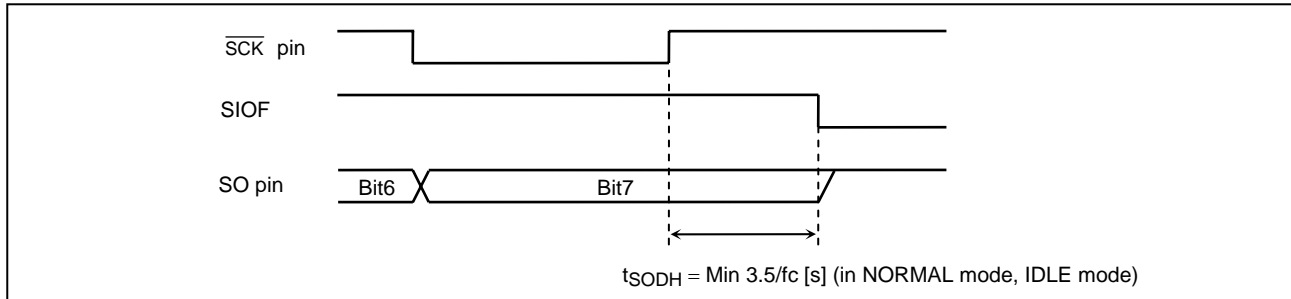 SCK pin
SIOF
SO pin Bit6 Bit7
tSODH = Min 3.5/fc [s] (in NORMAL mode, IDLE mode)